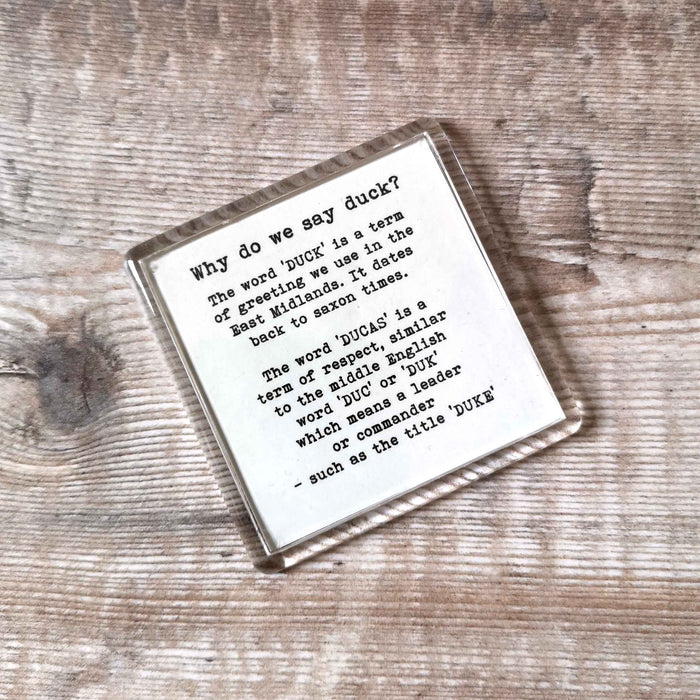 Why do we say duck?
The word 'DUCK' is a term
of greeting we use in the
East Midlands. It dates
back to saxon times.
The word 'DUCAS' is a
term of respect, similar
to the middle English
word 'DUC' or 'DUK'
which means a leader
or commander
- such as the title 'DUKE'